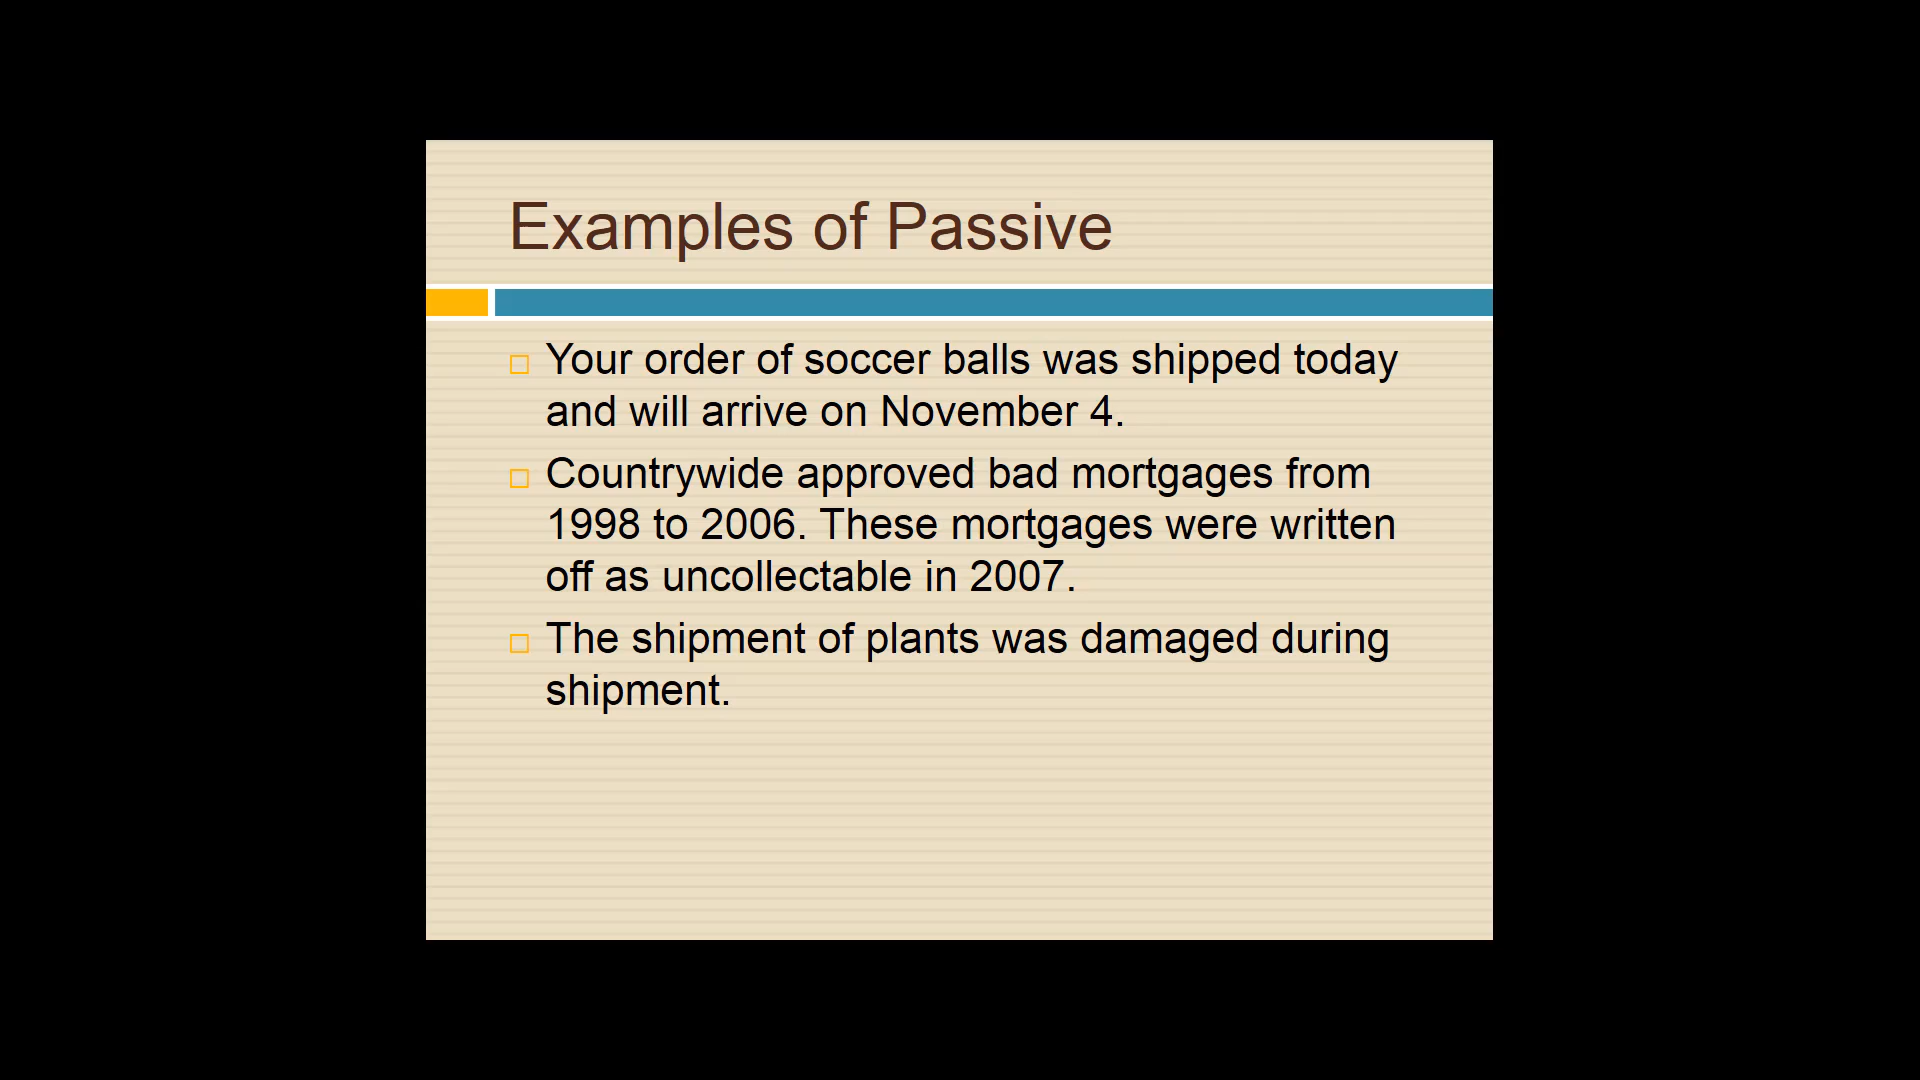 Examples of Passive
Your order of soccer balls was shipped today
and will arrive on November 4.
Countrywide approved bad mortgages from
1998 to 2006. These mortgages were written
off as uncollectable in 2007.
The shipment of plants was damaged during
shipment.